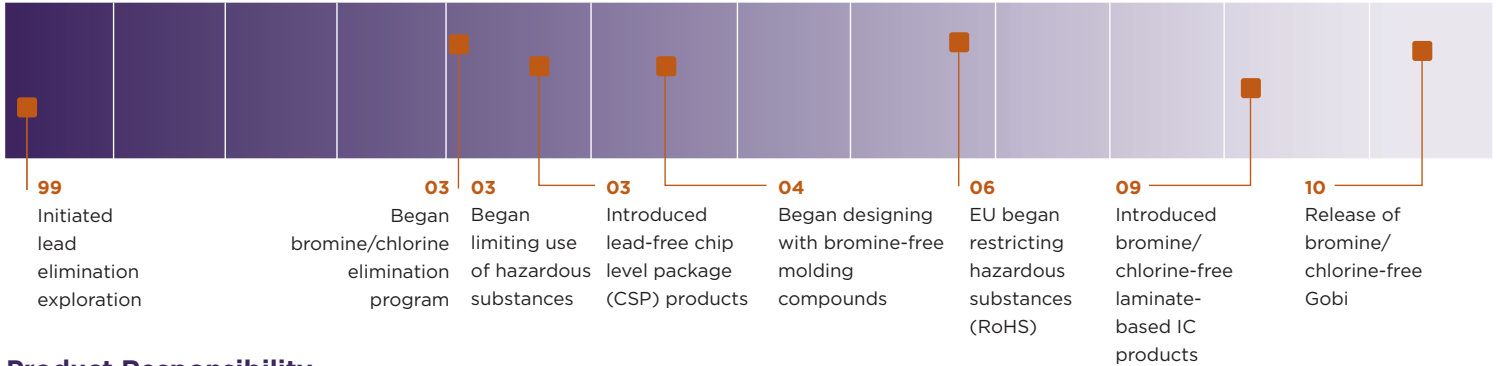 99
Initiated
lead
elimination
exploration
03
Began
bromine/chlorine
elimination
program
03
Began
limiting use
of hazardous
substances
03
Introduced
lead-free chip
level package
(CSP) products
04
Began designing
with bromine-free
molding
compounds
06
EU began
restricting
hazardous
substances
(RoHS)
09
Introduced
bromine/
chlorine-free
laminate-
based IC
products
10
Release of
bromine/
chlorine-free
Gobi
Product Responsibility